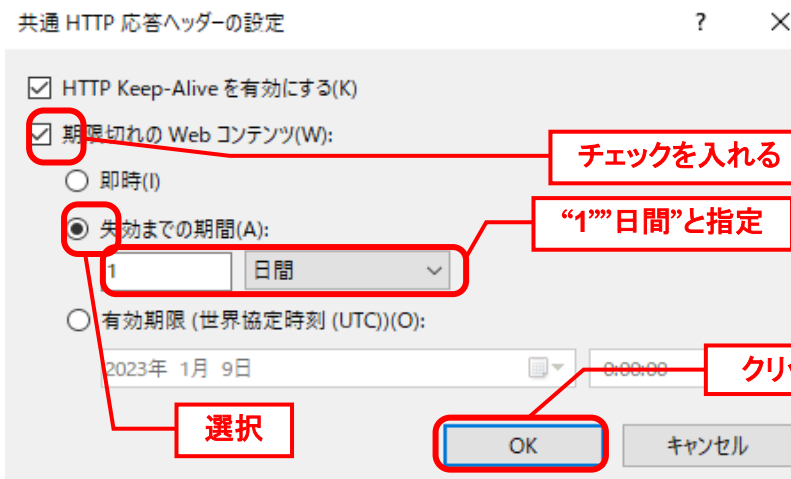 共通 HTTP 応答ヘッダーの設定 ?
HTTP Keep-Alive を有効にする(K)
期限切れの Web コンテンツ(W):
チェックを入れる
即時(I)
失効までの期間(A):
“1””日間”と指定
1 日間
有効期限 (世界協定時刻 (UTC))(O):
2023年 1月 9日 0:00:00
クリ
選択
OK キャンセル